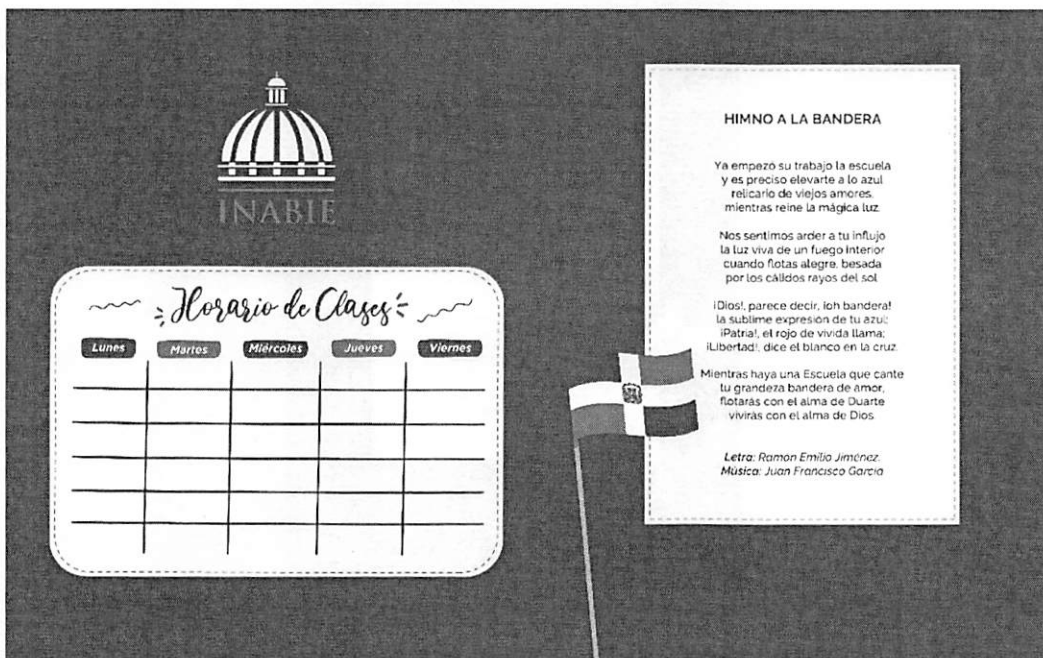 INABIE
Horario de Clases
Lunes Martes Miércoles Jueves Viernes
HIMNO A LA BANDERA
Ya empezó su trabajo la escuela
y es preciso elevarte a lo azul
relicario de viejos amores,
mientras reine la mágica luz.
Nos sentimos arder a tu influjo
la luz viva de un fuego interior
cuando flotas alegre, besada
por los cálidos rayos del sol
¡Dios!, parece decir, ¡oh bandera!
la sublime expresión de tu azul;
¡Patria!, el rojo de vivida llama;
¡Libertad!, dice el blanco en la cruz.
Mientras haya una Escuela que cante
tu grandeza bandera de amor,
flotarás con el alma de Duarte
vivirás con el alma de Dios
Letra: Ramón Emilio Jiménez.
Música: Juan Francisco García